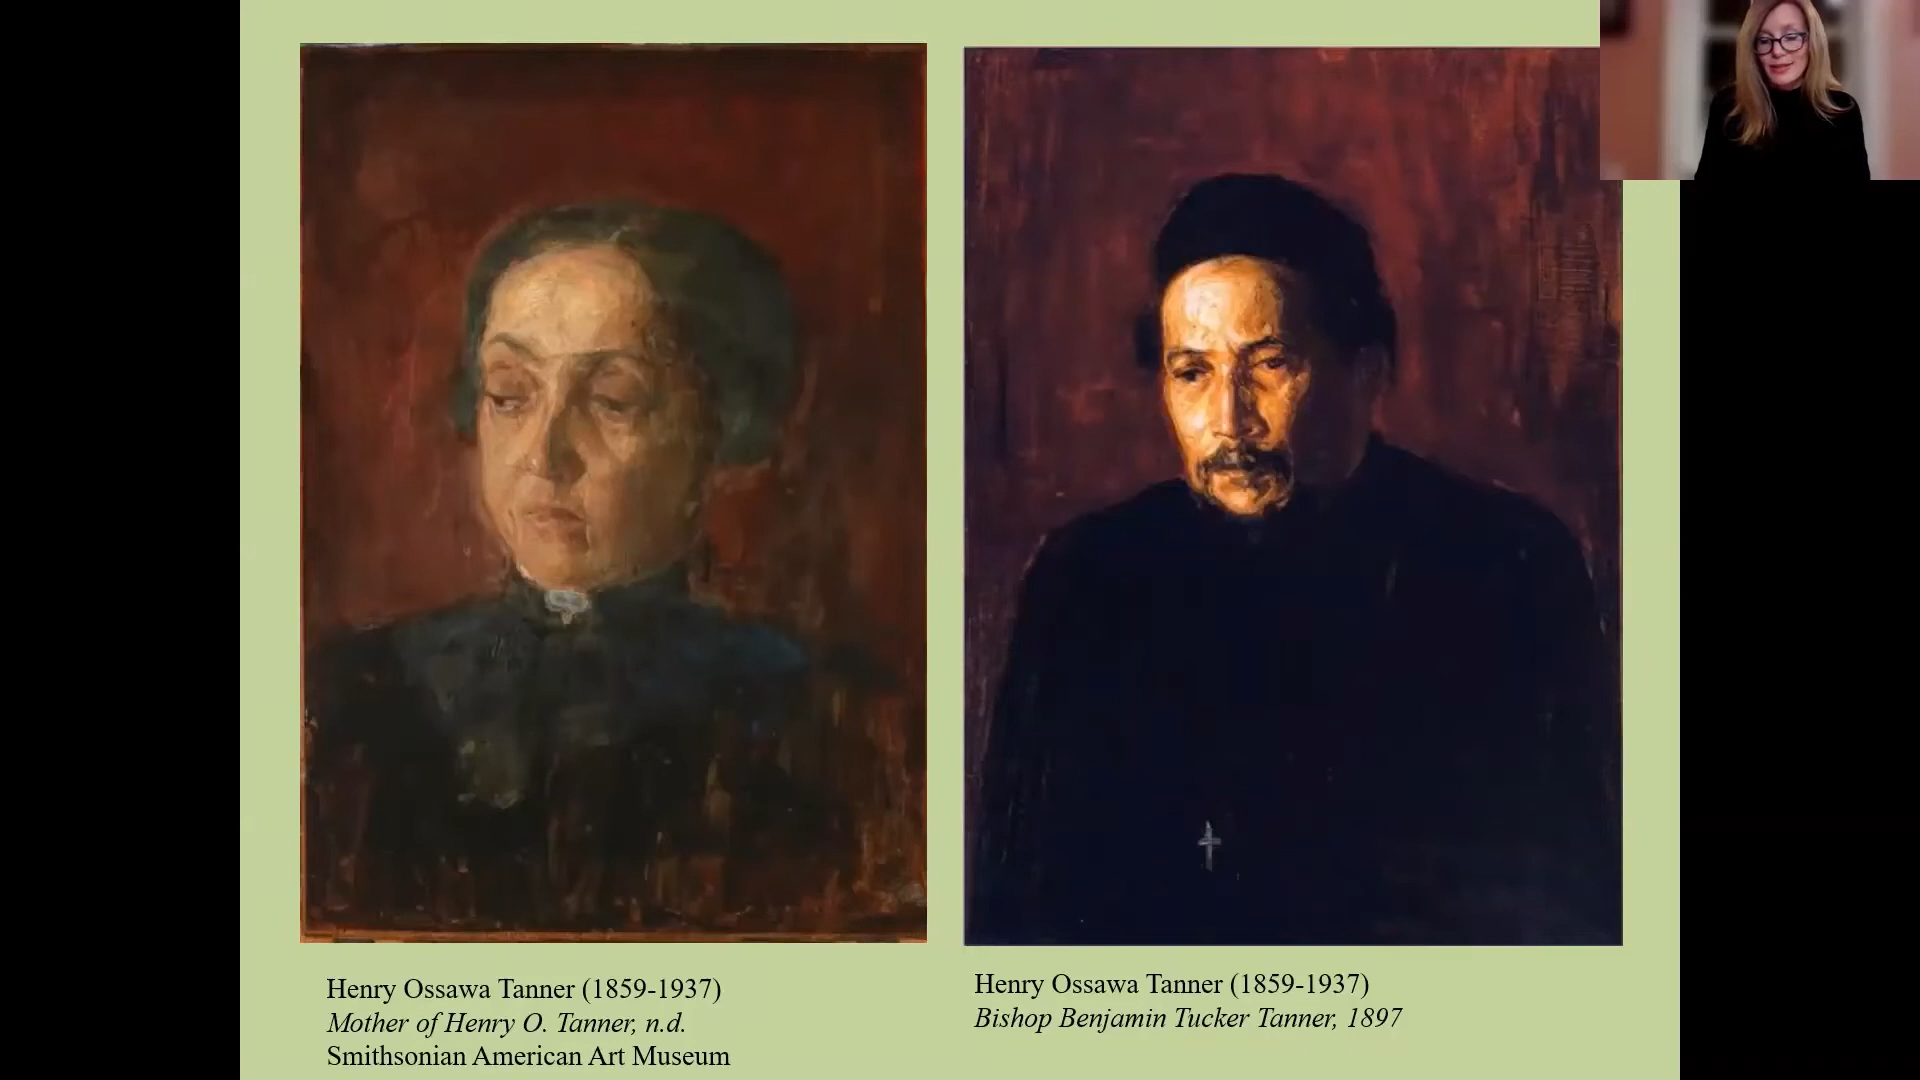 Henry Ossawa Tanner (1859-1937)
Mother of Henry O. Tanner, n.d.
Smithsonian American Art Museum
Henry Ossawa Tanner (1859-1937)
Bishop Benjamin Tucker Tanner, 1897